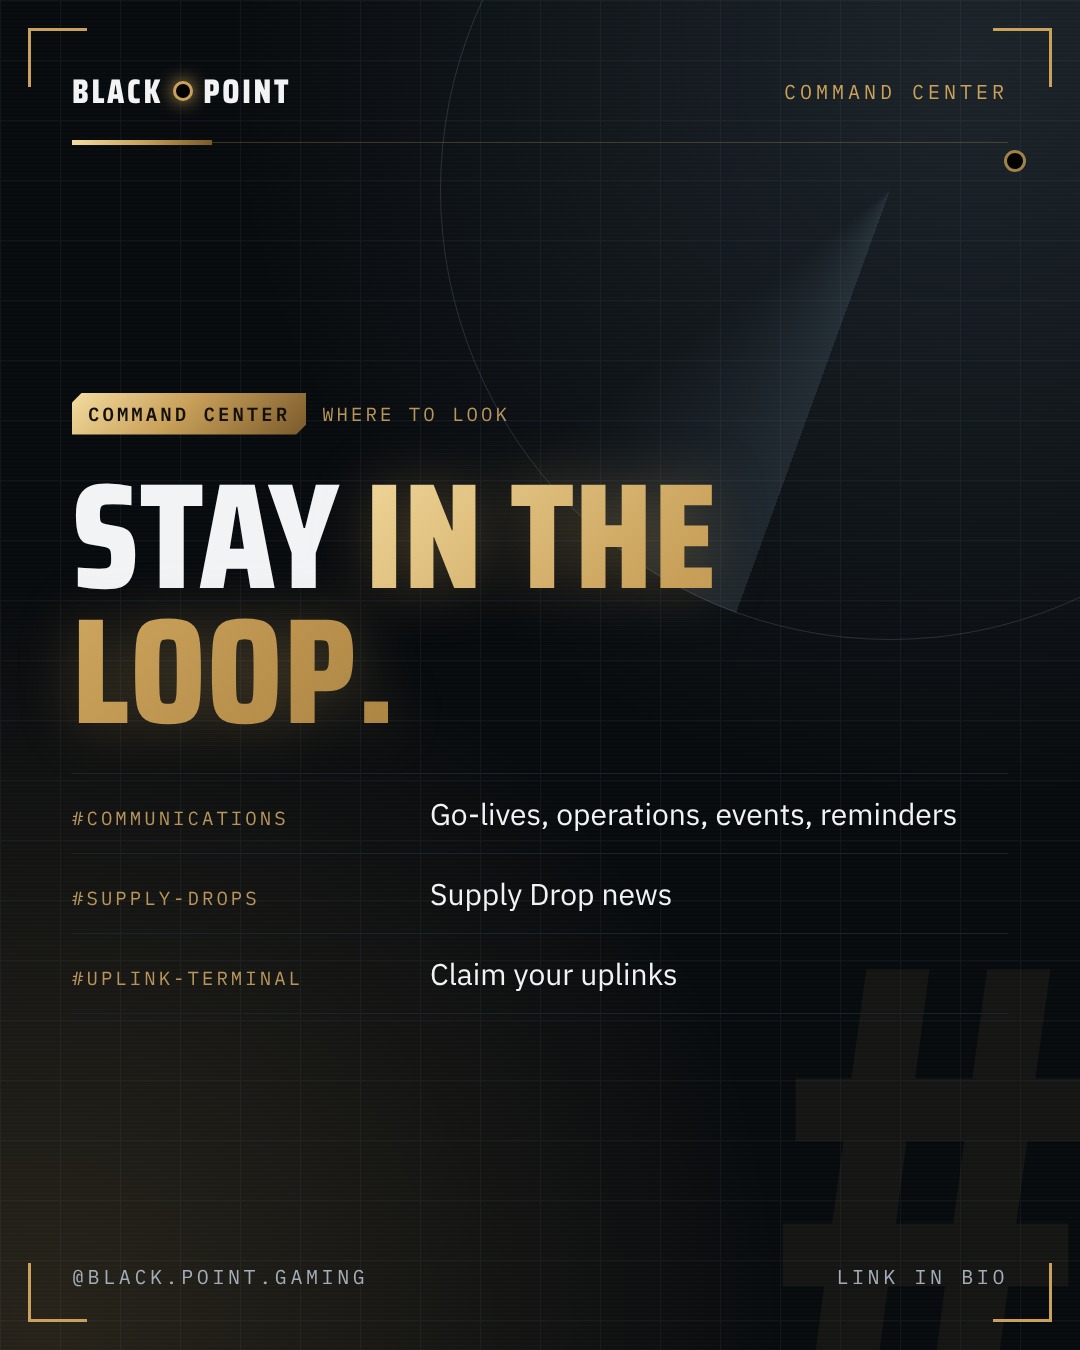 BLACK POINT
COMMAND CENTER
COMMAND CENTER WHERE TO LOOK
STAY IN THE
LOOP.
#COMMUNICATIONS Go-lives, operations, events, reminders
#SUPPLY-DROPS Supply Drop news
#UPLINK-TERMINAL Claim your uplinks
#
@BLACK.POINT.GAMING
LINK IN BIO